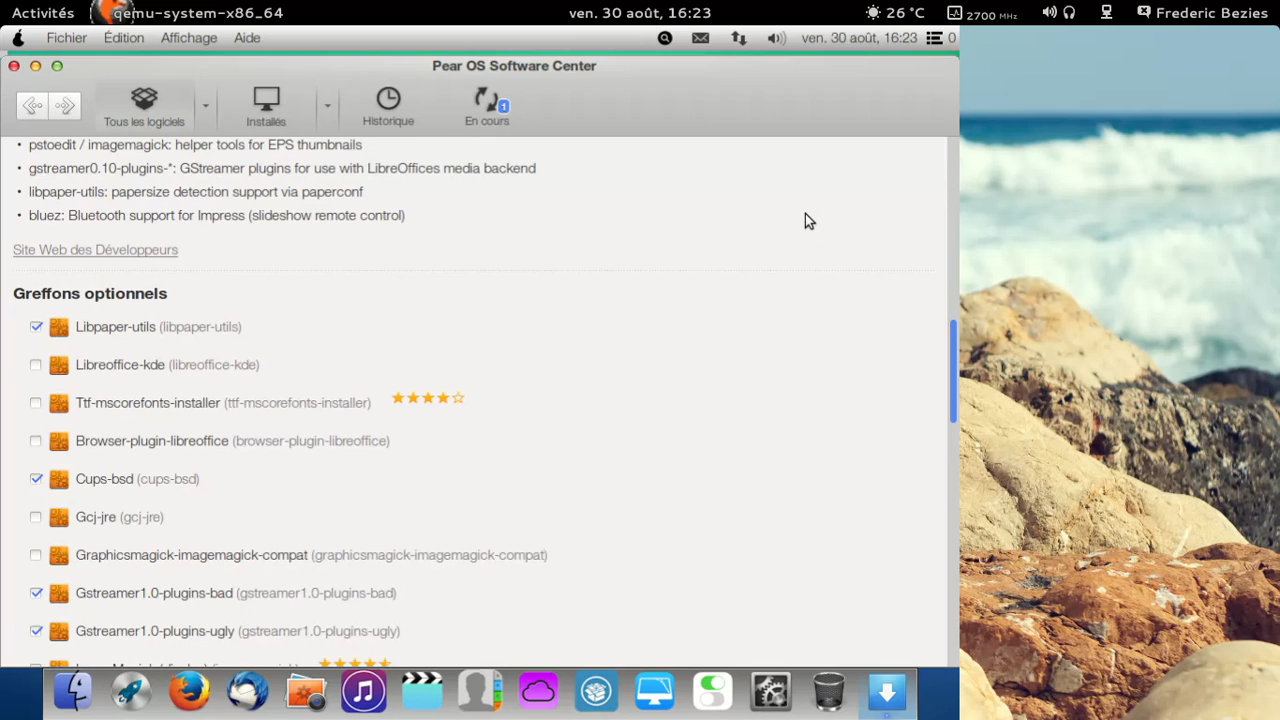 Activités qemu-system-x86_64 ven. 30 août, 16:23 26 °C 2700 MHz Frederic Bezies
Fichier Édition Affichage Aide ven. 30 août, 16:23 0
Pear OS Software Center
Tous les logiciels Installés Historique En cours 1
• pstoedit / imagemagick: helper tools for EPS thumbnails
• gstreamer0.10-plugins-*: GStreamer plugins for use with LibreOffices media backend
• libpaper-utils: papersize detection support via paperconf
• bluez: Bluetooth support for Impress (slideshow remote control)
Site Web des Développeurs
Greffons optionnels
Libpaper-utils (libpaper-utils)
Libreoffice-kde (libreoffice-kde)
Ttf-mscorefonts-installer (ttf-mscorefonts-installer)
Browser-plugin-libreoffice (browser-plugin-libreoffice)
Cups-bsd (cups-bsd)
Gcj-jre (gcj-jre)
Graphicsmagick-imagemagick-compat (graphicsmagick-imagemagick-compat)
Gstreamer1.0-plugins-bad (gstreamer1.0-plugins-bad)
Gstreamer1.0-plugins-ugly (gstreamer1.0-plugins-ugly)